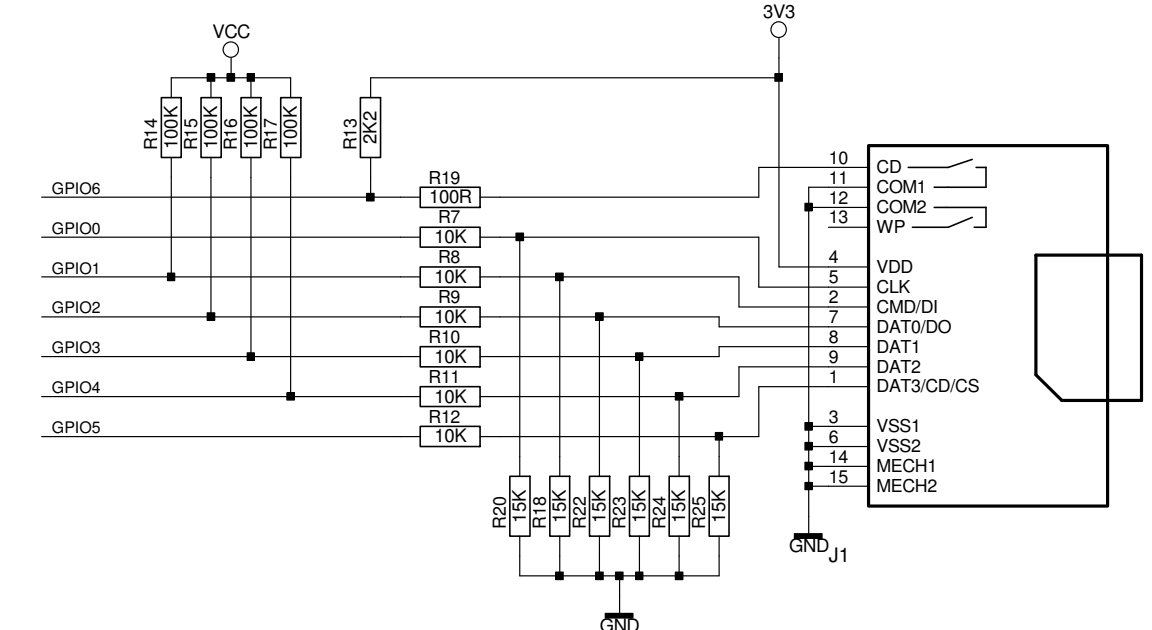 3V3
VCC
R14 100K
R15 100K
R16 100K
R17 100K
R13 2K2
GPIO6
R19
100R
GPIO0
R7
10K
GPIO1
R8
10K
GPIO2
R9
10K
GPIO3
R10
10K
GPIO4
R11
10K
GPIO5
R12
10K
10 CD
11 COM1
12 COM2
13 WP
4 VDD
5 CLK
2 CMD/DI
7 DAT0/DO
8 DAT1
9 DAT2
1 DAT3/CD/CS
3 VSS1
6 VSS2
14 MECH1
15 MECH2
R20 15K
R18 15K
R22 15K
R23 15K
R24 15K
R25 15K
GND
J1
GND